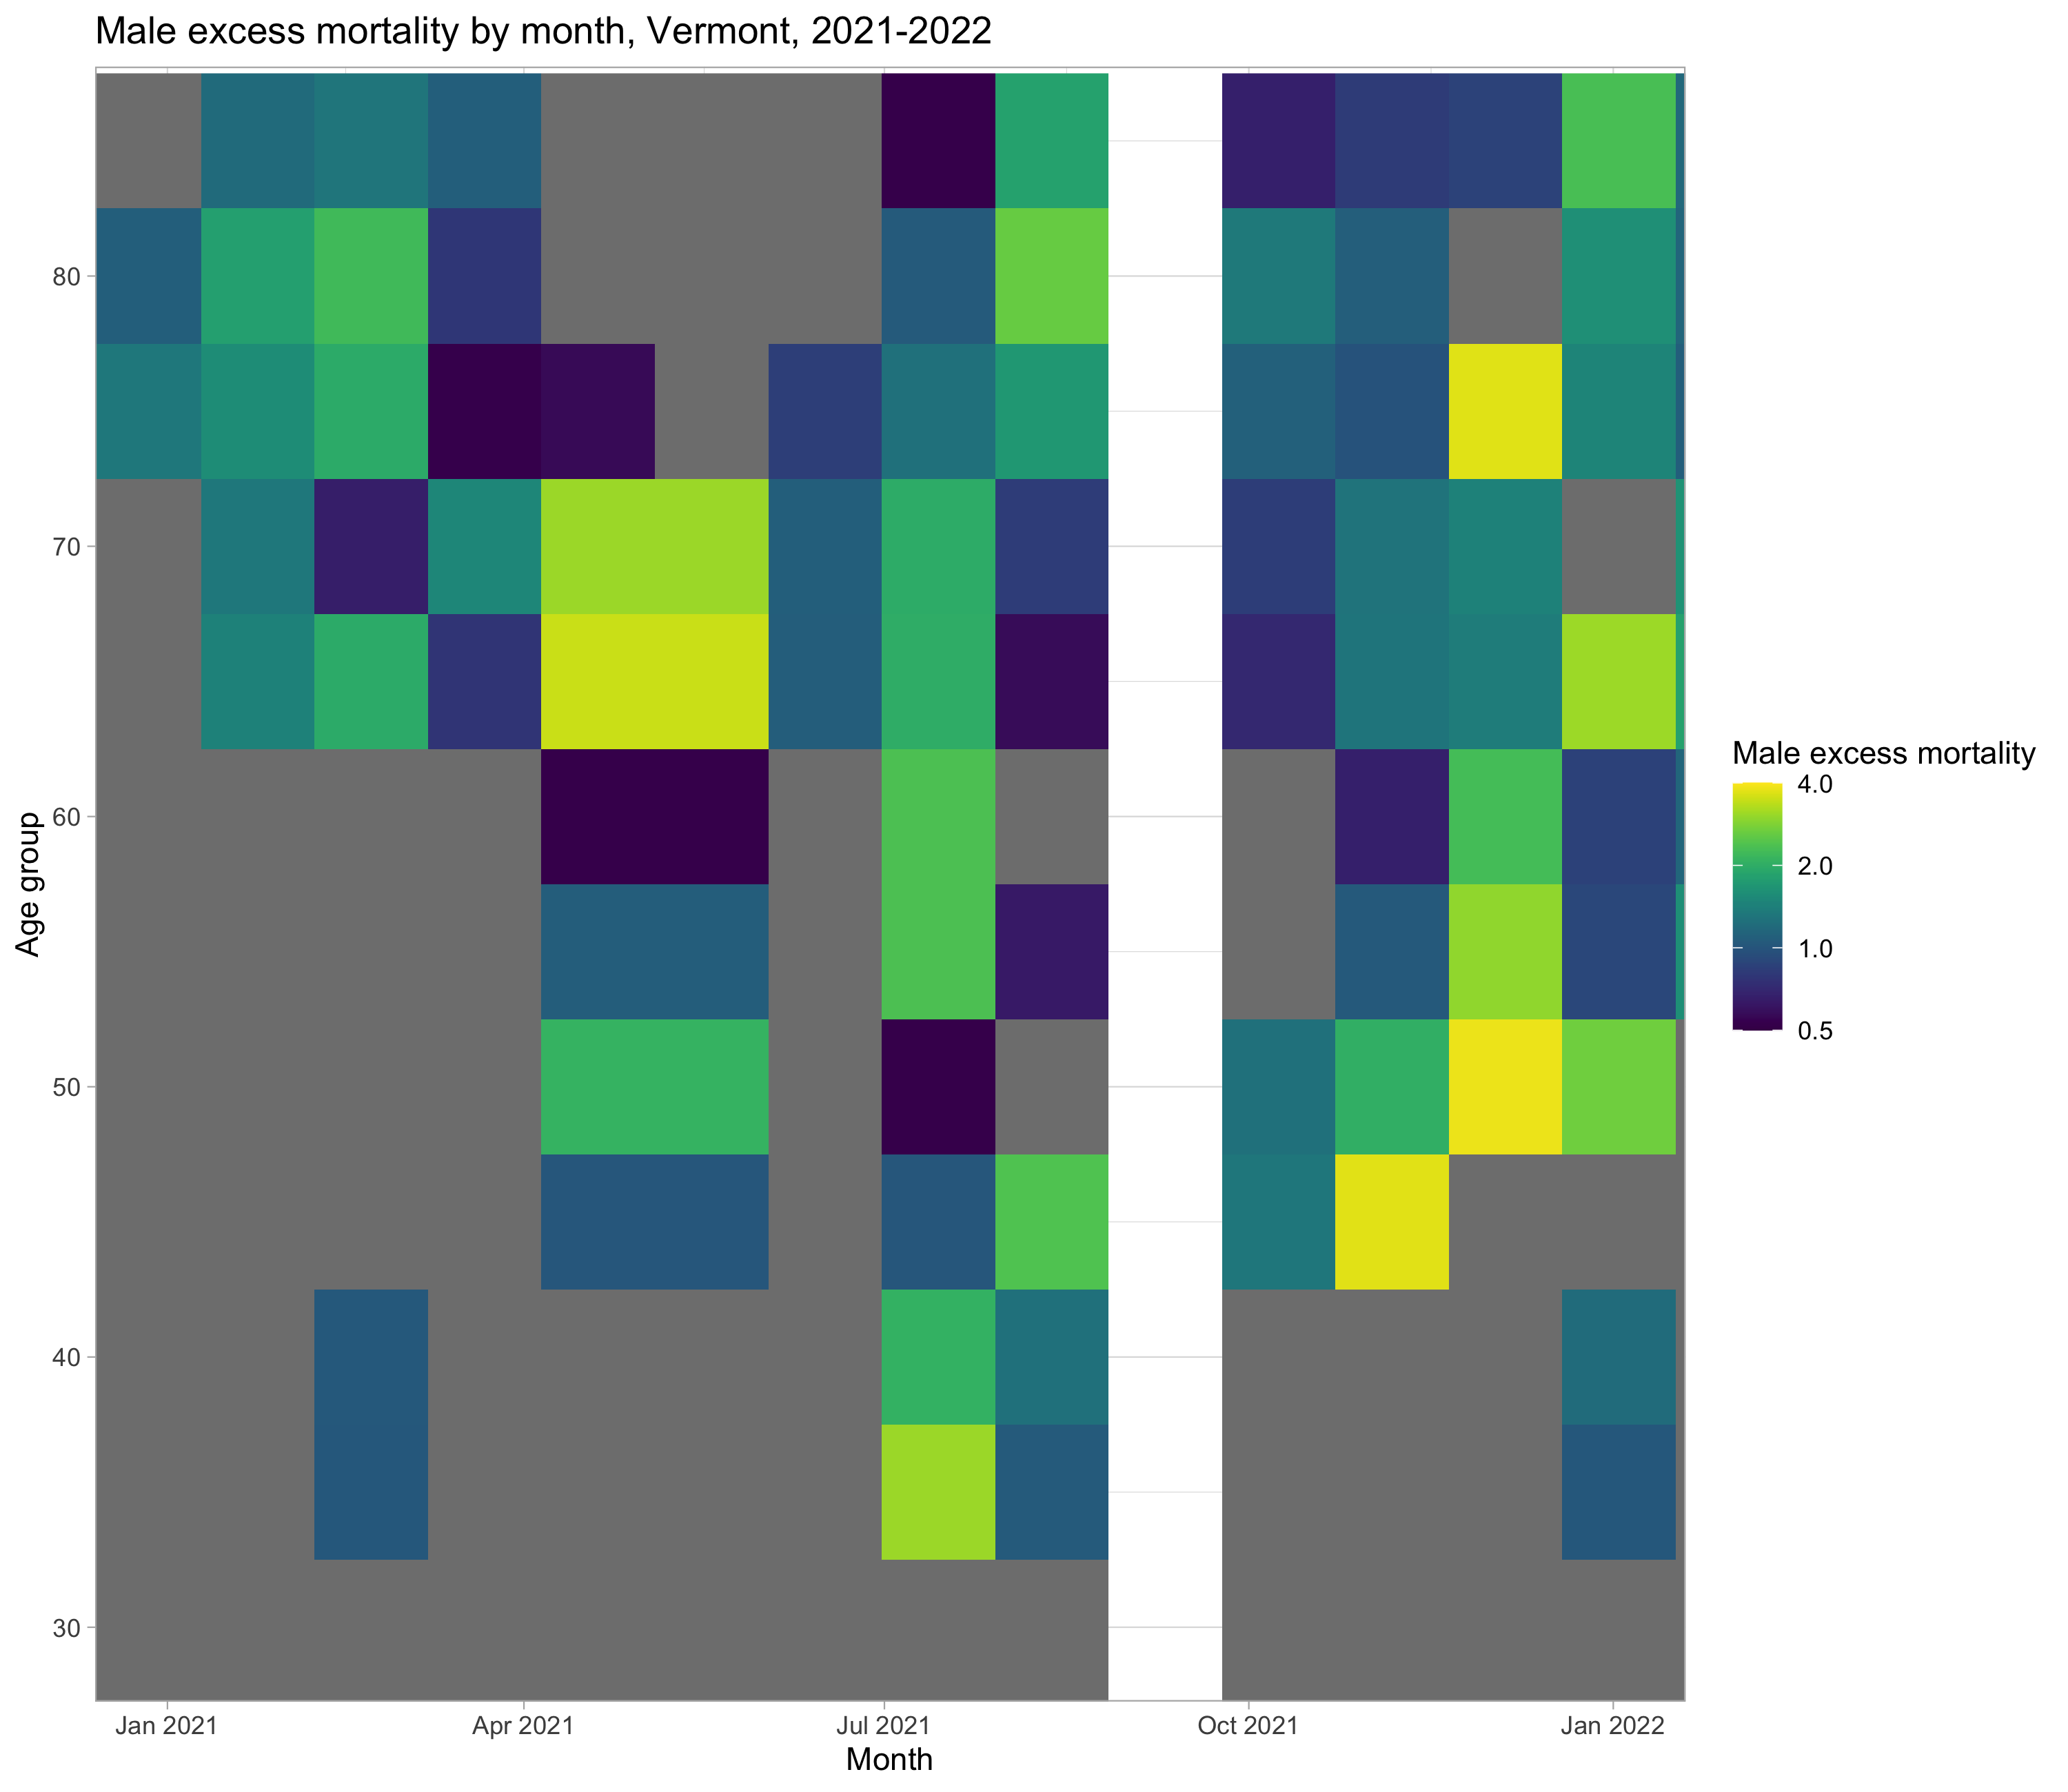 Male excess mortality by month, Vermont, 2021-2022
Age group
80
70
60
50
40
30
Jan 2021
Apr 2021
Jul 2021
Oct 2021
Jan 2022
Month
Male excess mortality
4.0
2.0
1.0
0.5